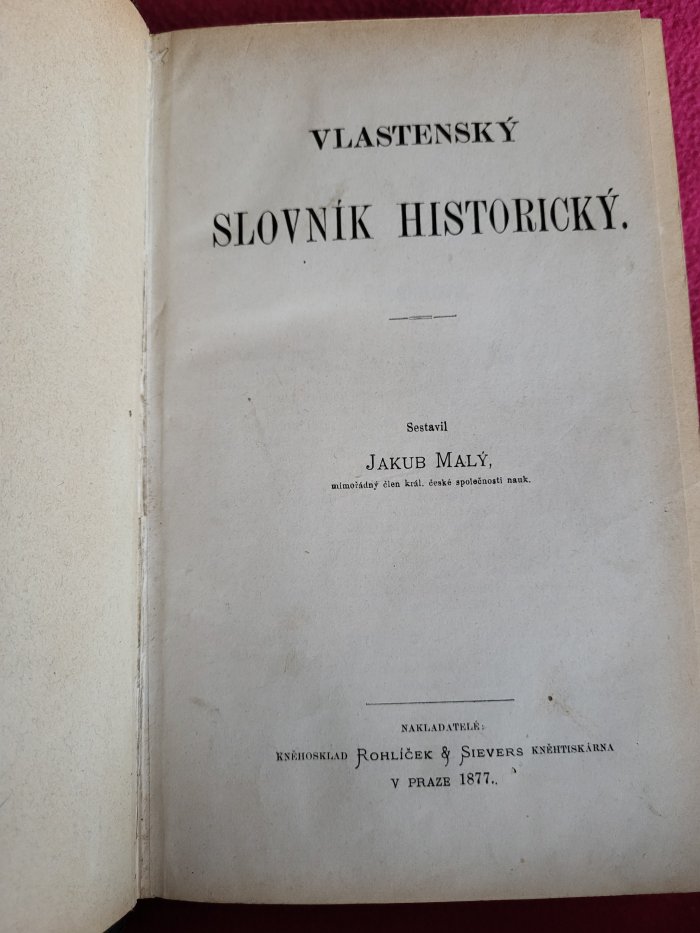 VLASTENSKÝ
SLOVNÍK HISTORICKÝ.
Sestavil
JAKUB MALÝ,
mimořádný člen král. české společnosti nauk.
NAKLADATELÉ:
KNĚHOSKLAD ROHLÍČEK & SIEVERS KNĚHTISKÁRNA
V PRAZE 1877.